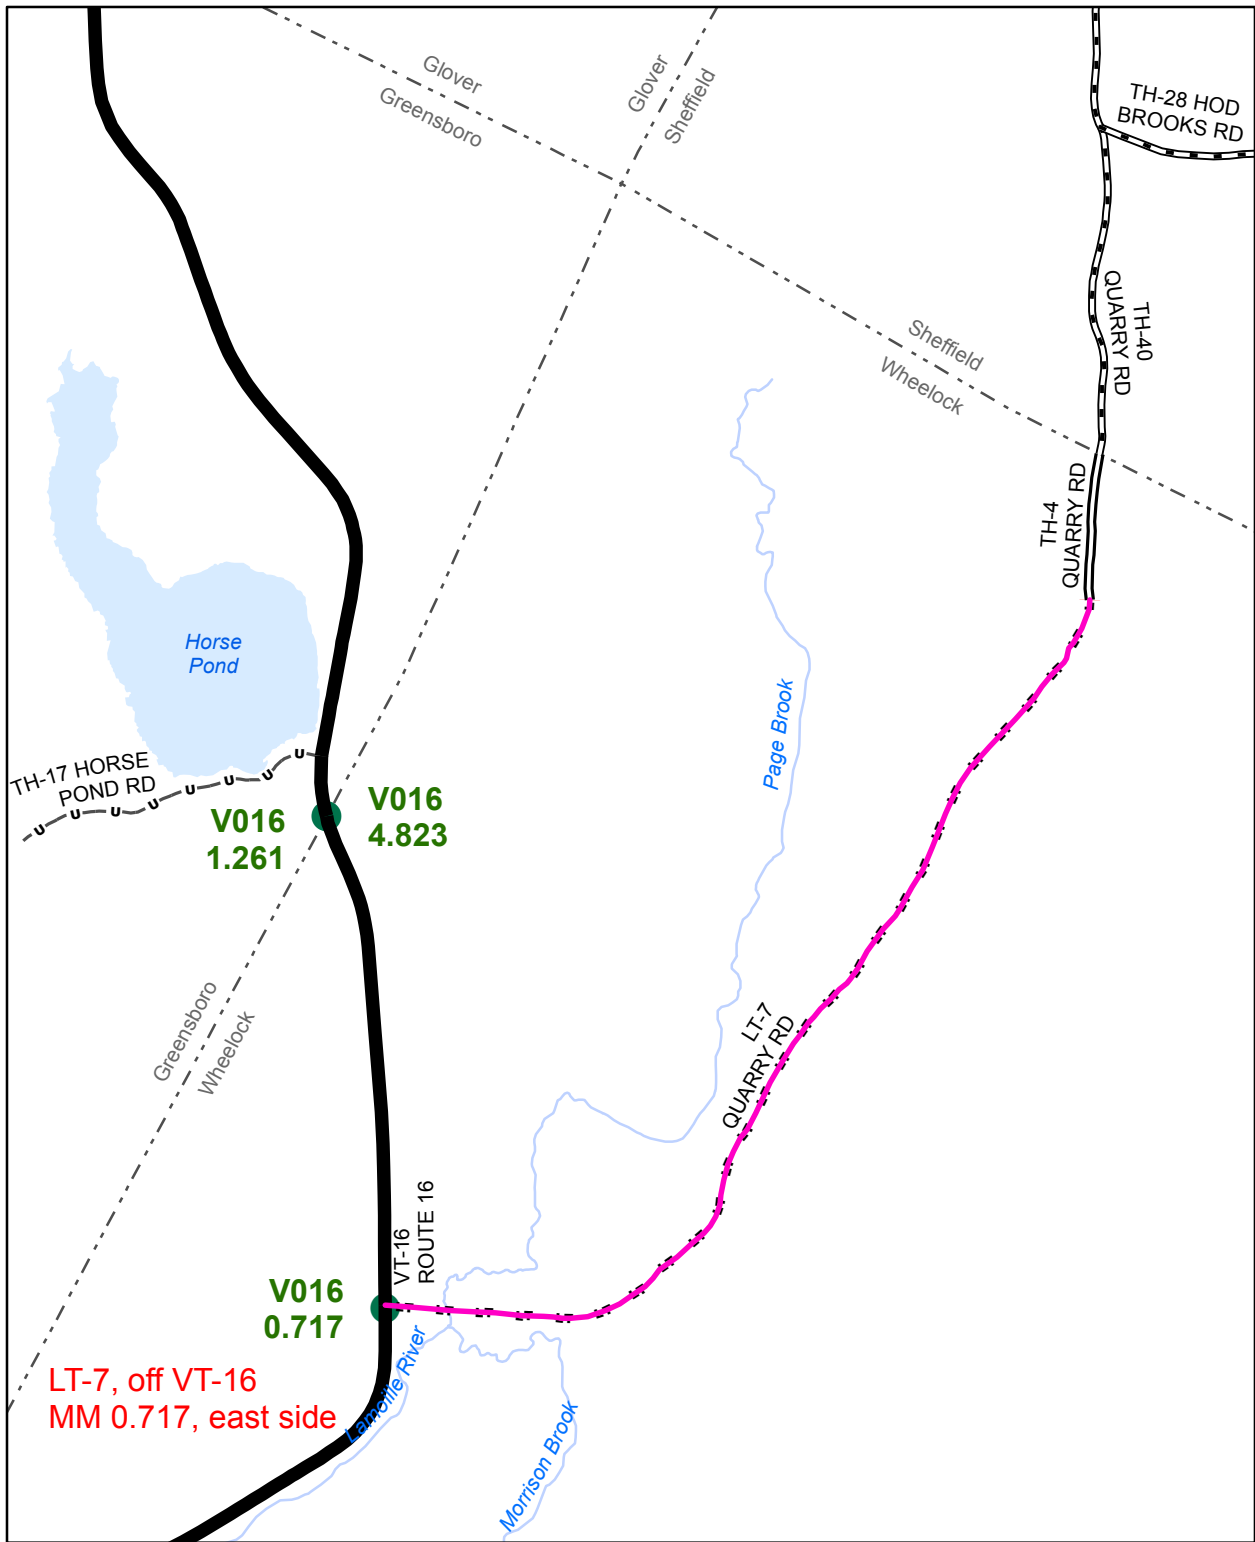 Glover
Greensboro
Glover
Sheffield
TH-28 HOD
BROOKS RD
TH-40
QUARRY RD
Sheffield
Wheelock
TH-4
QUARRY RD
Horse
Pond
Page Brook
TH-17 HORSE
POND RD
U U U U U U U U
V016
1.261
V016
4.823
Greensboro
Wheelock
LT-7
QUARRY RD
VT-16
ROUTE 16
V016
0.717
LT-7, off VT-16
MM 0.717, east side
Lamoille River
Morrison Brook